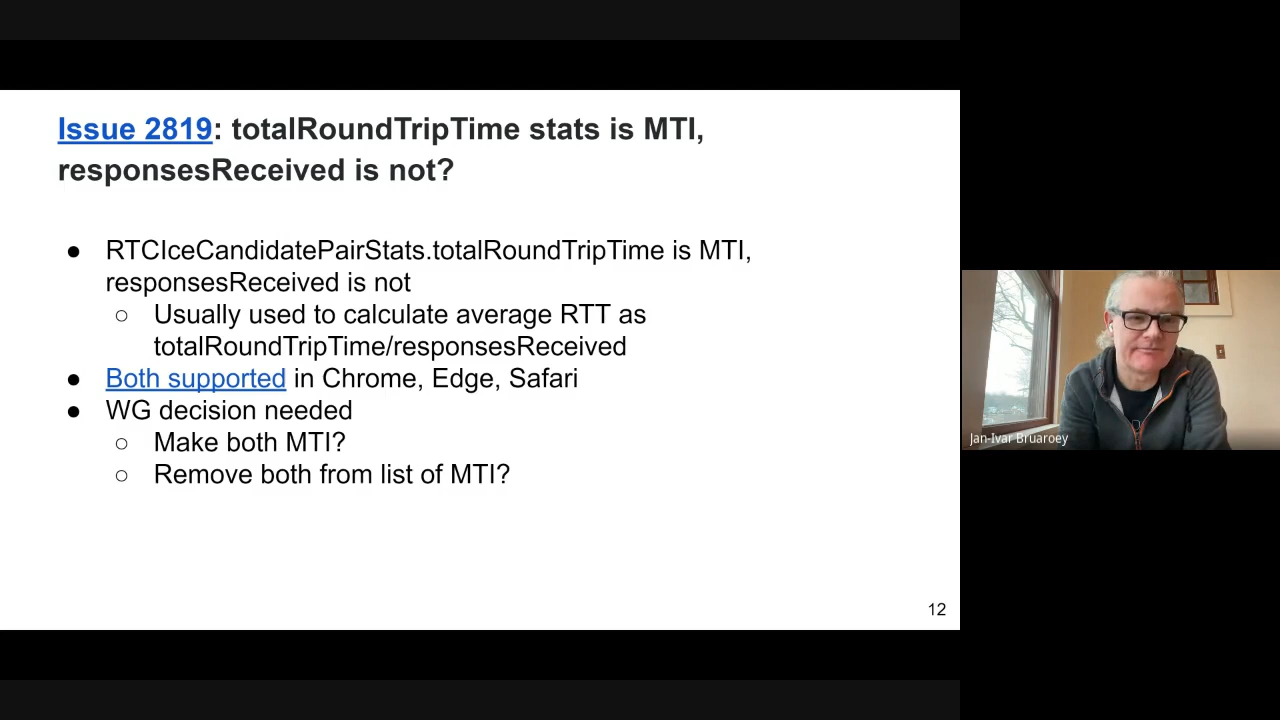 Issue 2819: totalRoundTripTime stats is MTI,
responsesReceived is not?
● RTCIceCandidatePairStats.totalRoundTripTime is MTI,
responsesReceived is not
○ Usually used to calculate average RTT as
totalRoundTripTime/responsesReceived
● Both supported in Chrome, Edge, Safari
● WG decision needed
○ Make both MTI?
○ Remove both from list of MTI?
12
Jan-Ivar Bruaroey